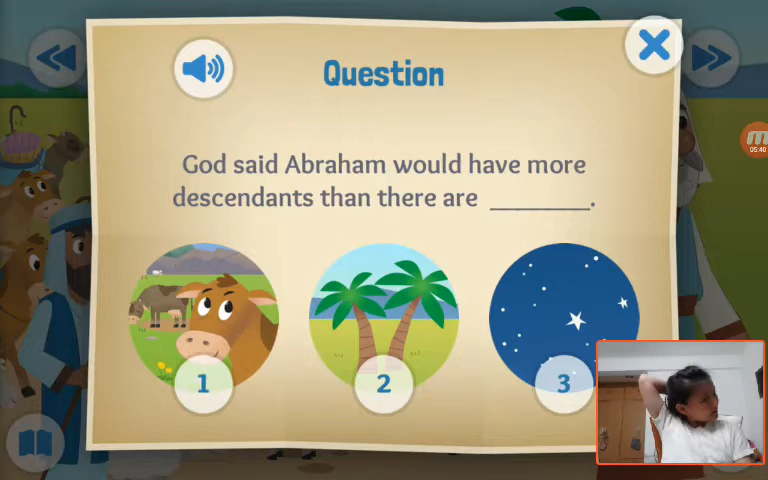 Question
God said Abraham would have more
descendants than there are ________.
1
2
3
05:40